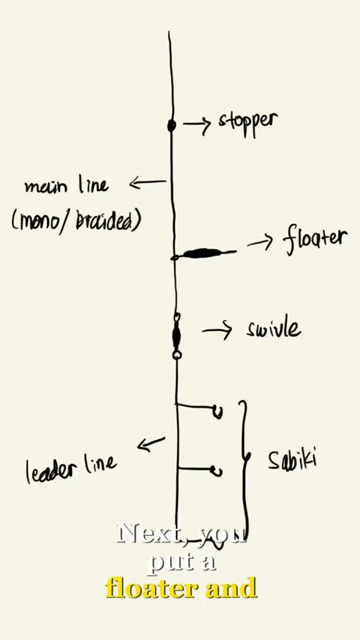 stopper
main line
(mono/braided)
floater
swivle
leader line
Sabiki
Next, you
put a
floater and